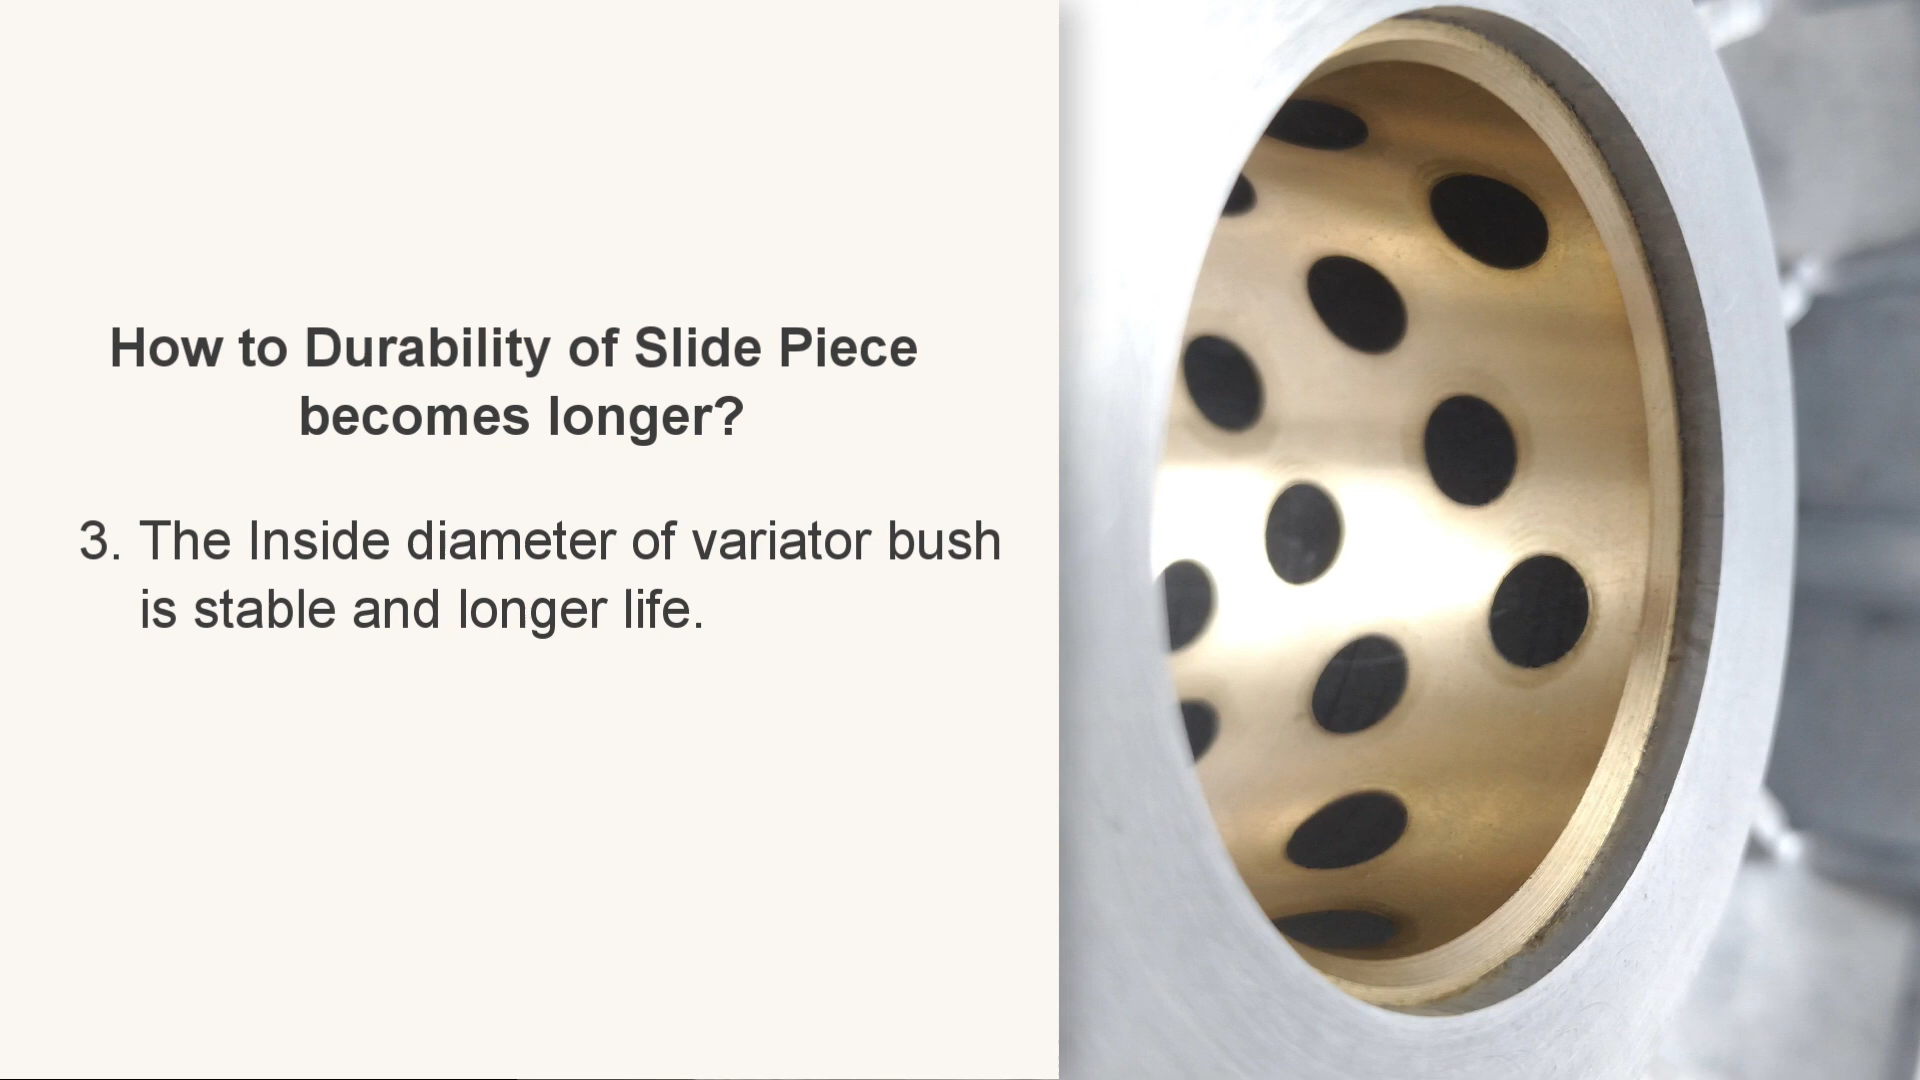 How to Durability of Slide Piece
becomes longer?
3. The Inside diameter of variator bush
is stable and longer life.